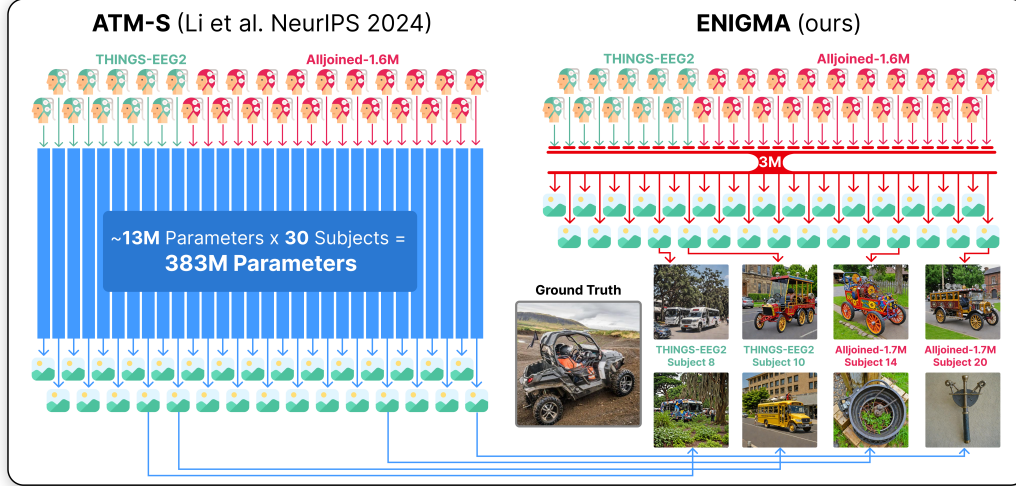 ATM-S (Li et al. NeurIPS 2024)
THINGS-EEG2
Alljoined-1.6M
~13M Parameters x 30 Subjects =
383M Parameters
ENIGMA (ours)
THINGS-EEG2
Alljoined-1.6M
3M
Ground Truth
THINGS-EEG2
Subject 8
THINGS-EEG2
Subject 10
Alljoined-1.7M
Subject 14
Alljoined-1.7M
Subject 20